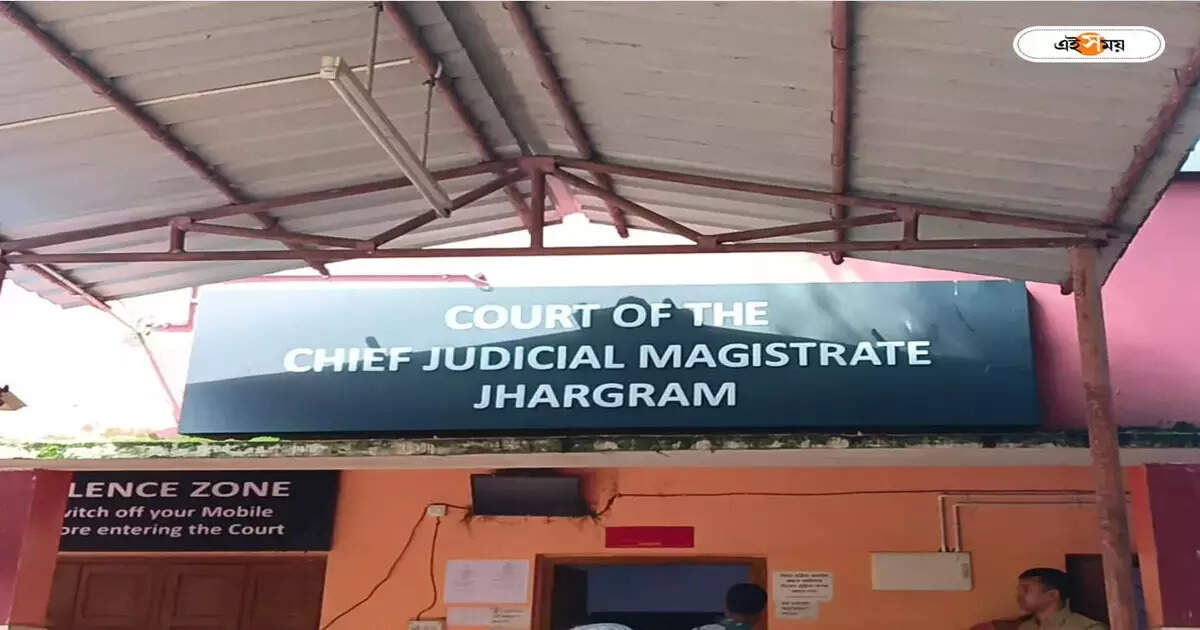 এই সময়
COURT OF THE
CHIEF JUDICIAL MAGISTRATE
JHARGRAM
LENCE ZONE
witch off your Mobile
ore entering the Court